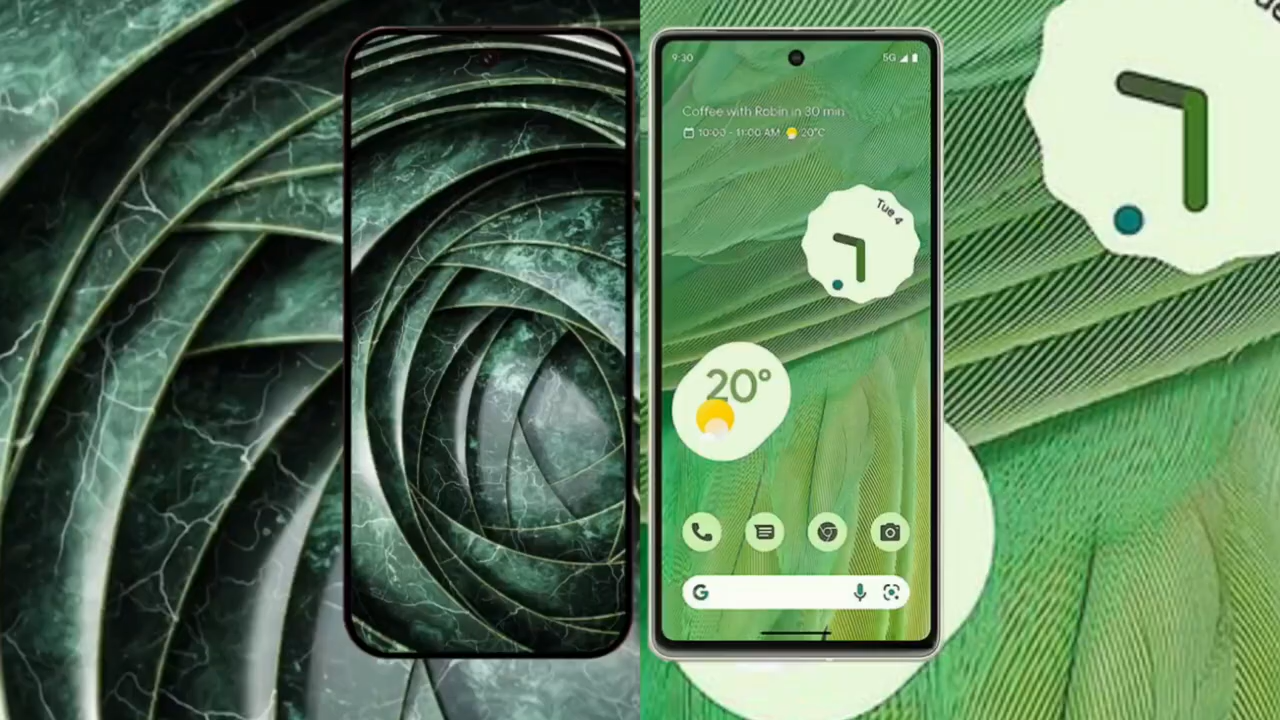 9:30
5G
Coffee with Robin in 30 min
10:00 - 11:00 AM 20°C
Tue 4
20°
G